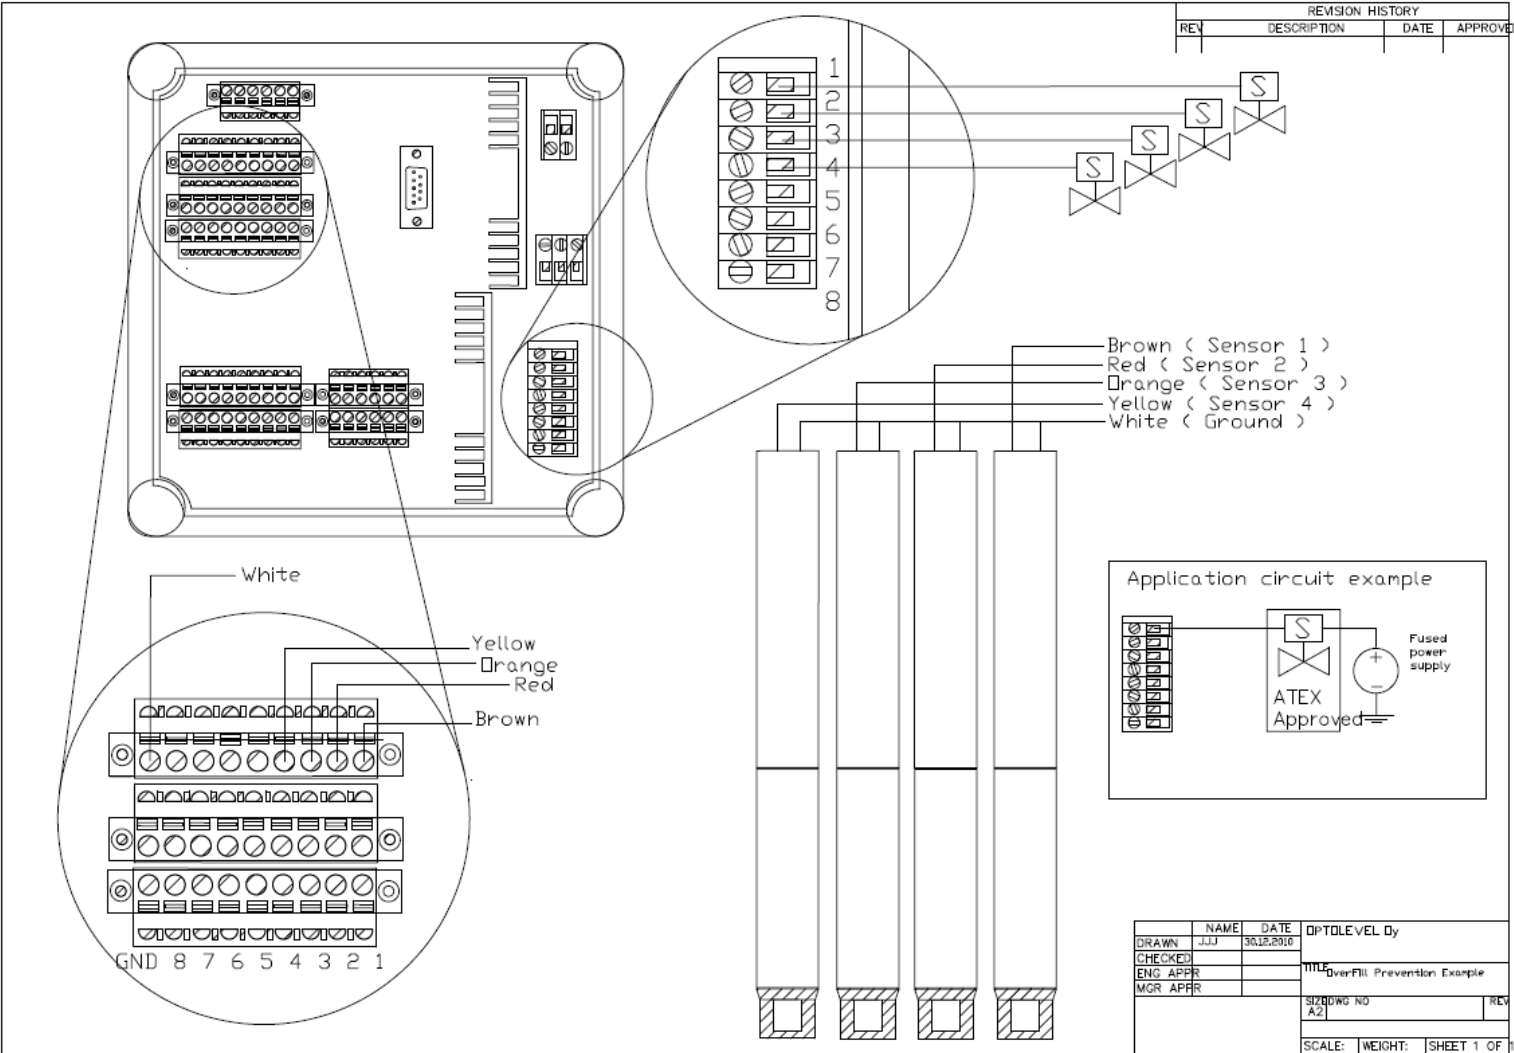 REVISION HISTORY
REV DESCRIPTION DATE APPROVED
1
2
3
4
5
6
7
8
S
S
S
S
Brown ( Sensor 1 )
Red ( Sensor 2 )
Orange ( Sensor 3 )
Yellow ( Sensor 4 )
White ( Ground )
White
Yellow
Orange
Red
Brown
GND 8 7 6 5 4 3 2 1
Application circuit example
S
Fused
power
supply
+
−
ATEX
Approved
NAME DATE
DRAWN JJJ 30.12.2010
CHECKED
ENG APPR
MGR APPR
OPTOLEVEL Oy
TITLE OverFill Prevention Example
SIZE DWG NO REV
A2
SCALE: WEIGHT: SHEET 1 OF 1